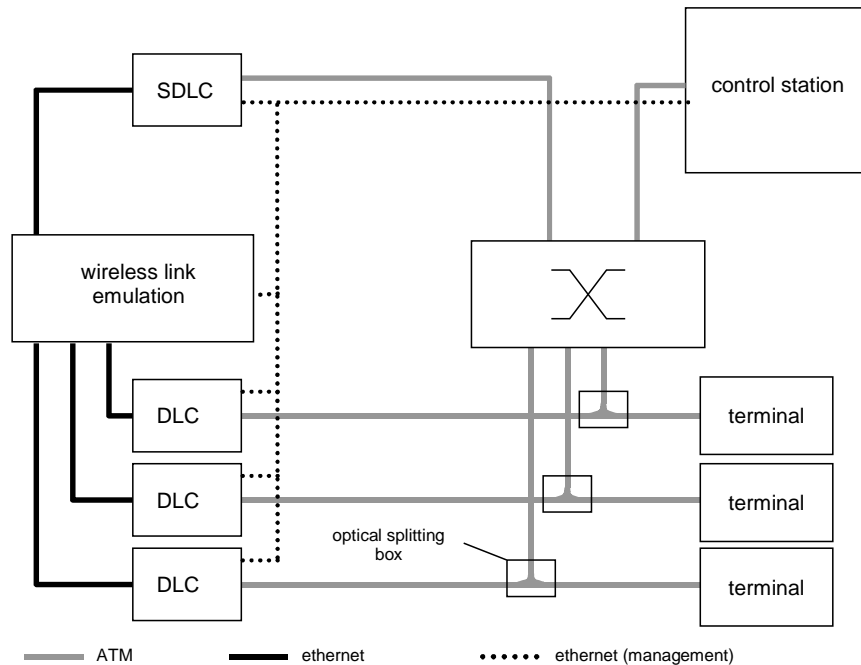 SDLC
control station
wireless link
emulation
DLC
terminal
DLC
terminal
optical splitting
box
DLC
terminal
ATM
ethernet
ethernet (management)